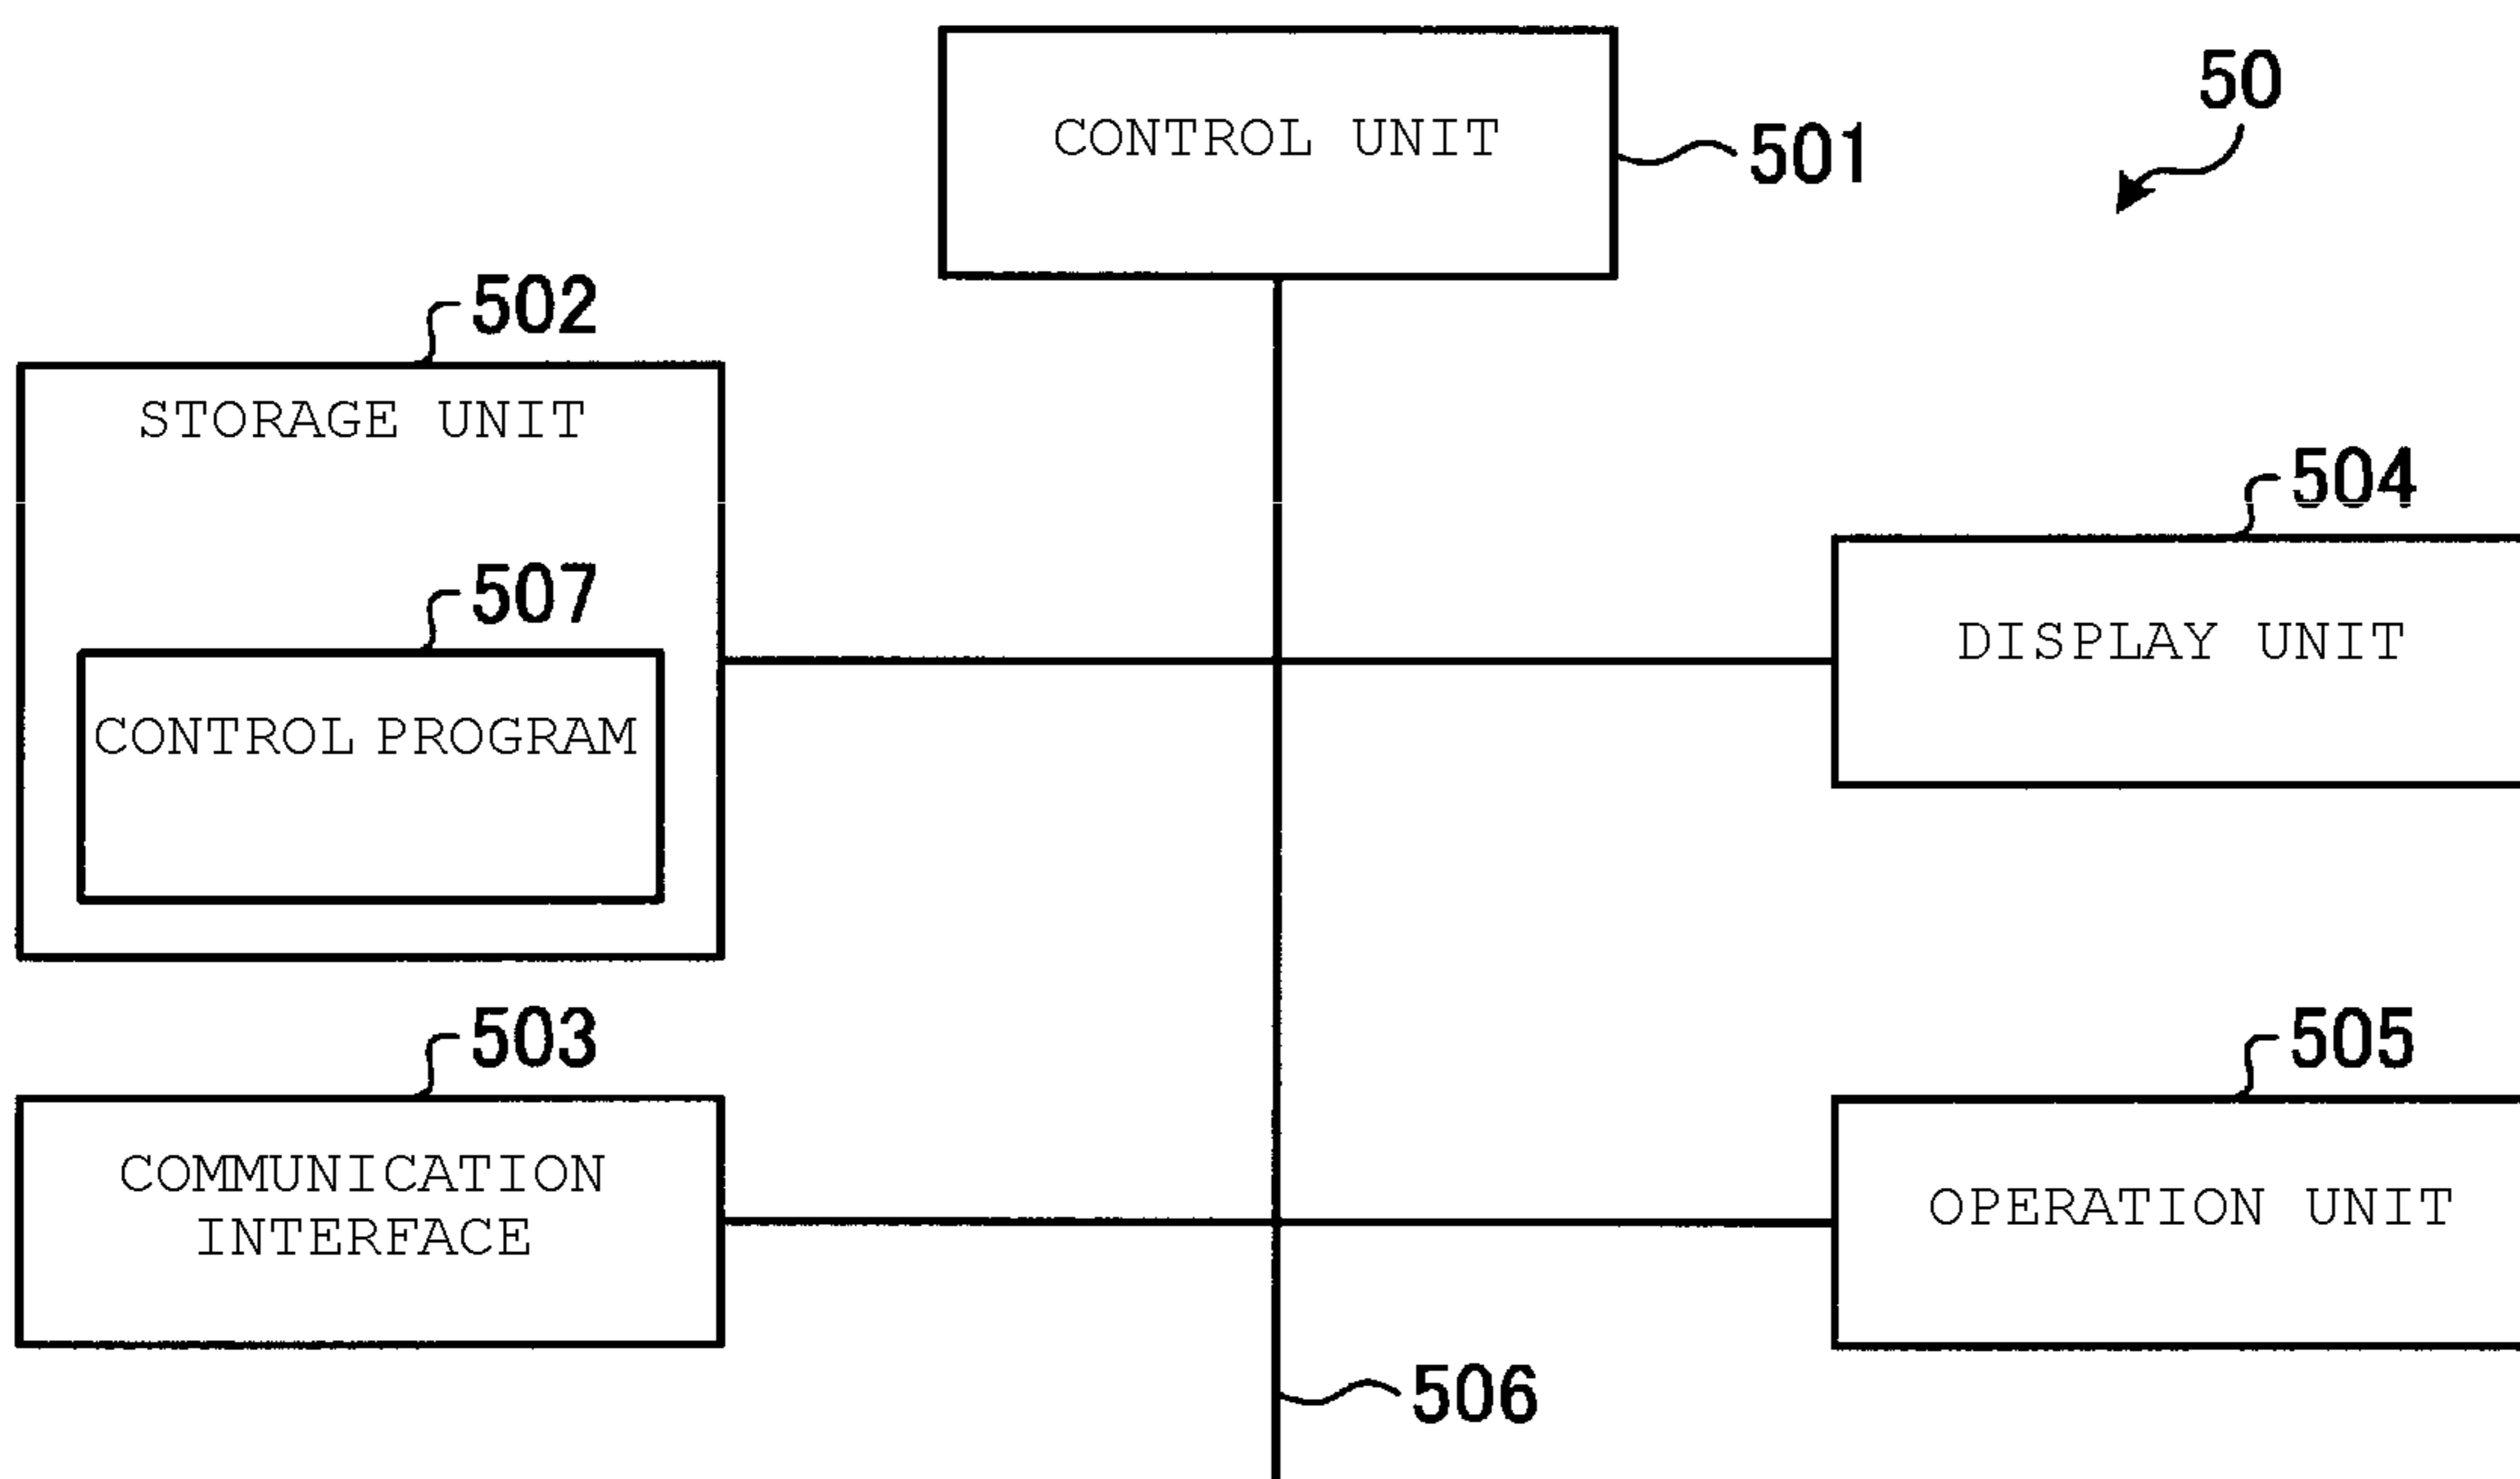 CONTROL UNIT
501
50
502
STORAGE UNIT
507
CONTROL PROGRAM
504
DISPLAY UNIT
503
COMMUNICATION
INTERFACE
505
OPERATION UNIT
506